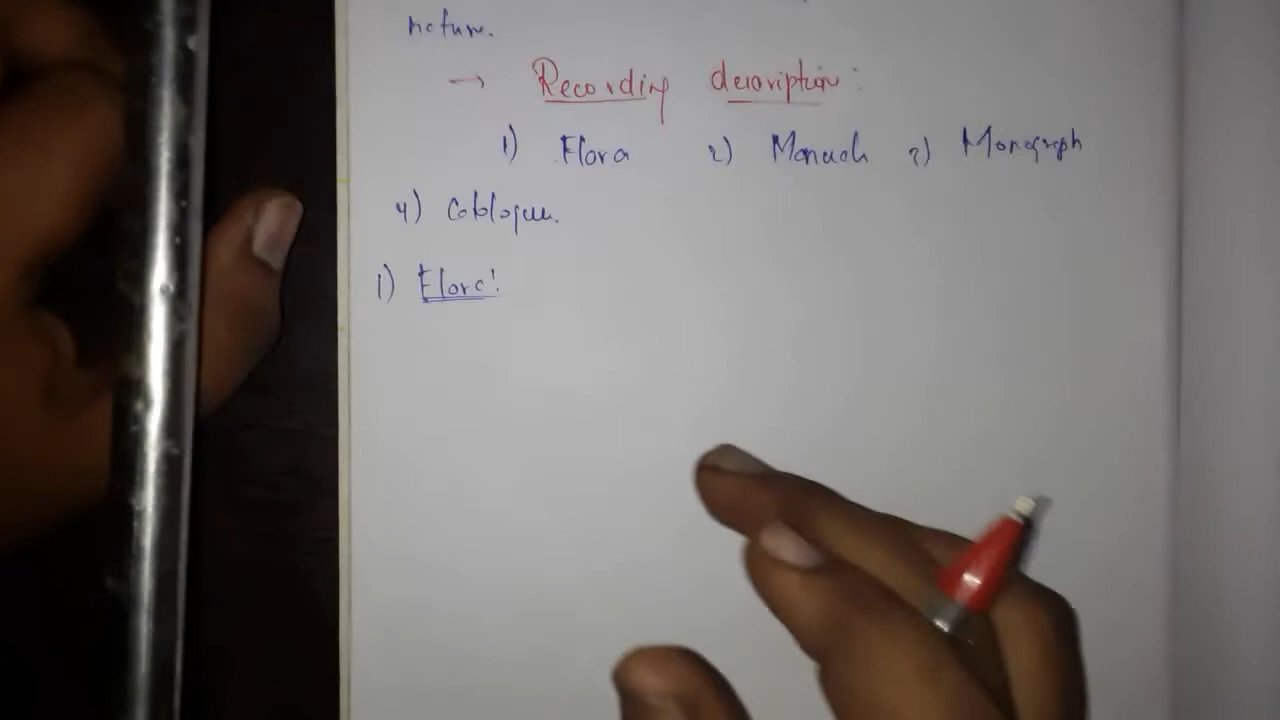 nature.
→ Recording description:
1) Flora 2) Manuals 3) Monograph
4) Catalogue.
1) Flora: